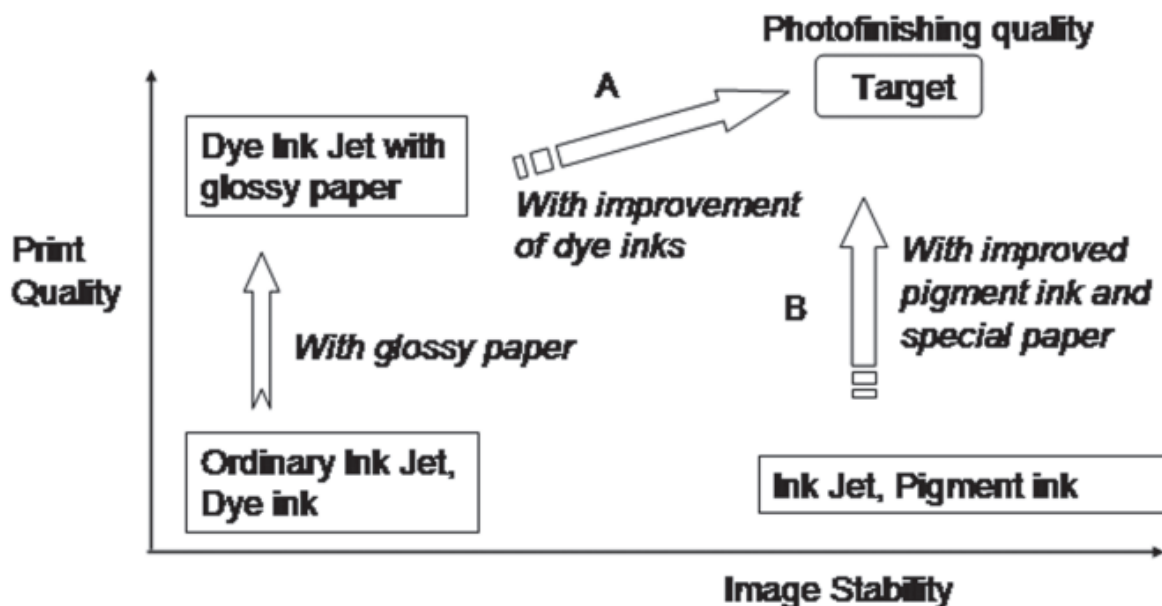 Photofinishing quality
Target
A
Dye Ink Jet with
glossy paper
With improvement
of dye inks
Print
Quality
With improved
pigment ink and
special paper
B
With glossy paper
Ordinary Ink Jet,
Dye ink
Ink Jet, Pigment ink
Image Stability